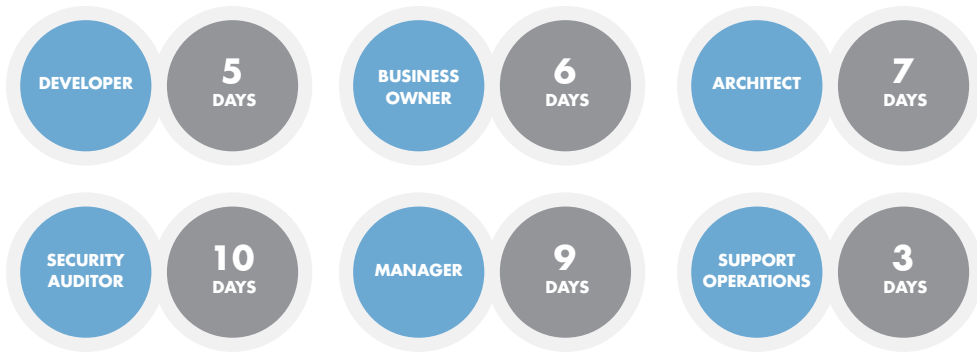 DEVELOPER
5
DAYS
BUSINESS
OWNER
6
DAYS
ARCHITECT
7
DAYS
SECURITY
AUDITOR
10
DAYS
MANAGER
9
DAYS
SUPPORT
OPERATIONS
3
DAYS